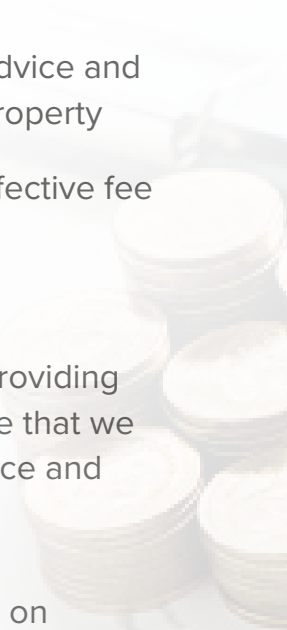 dvice and
roperty
fective fee
roviding
e that we
ce and
on